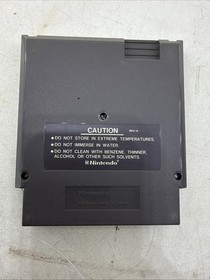 CAUTION
● DO NOT STORE IN EXTREME TEMPERATURES.
● DO NOT IMMERSE IN WATER.
● DO NOT CLEAN WITH BENZENE, THINNER,
ALCOHOL OR OTHER SUCH SOLVENTS.
Nintendo®